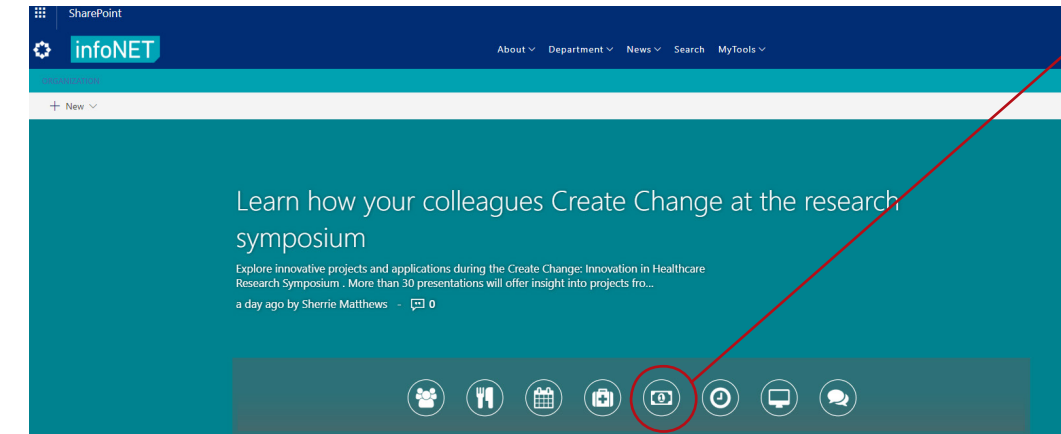 SharePoint
infoNET
About Department News Search MyTools
ORGANIZATION
+ New
Learn how your colleagues Create Change at the research
symposium
Explore innovative projects and applications during the Create Change: Innovation in Healthcare
Research Symposium . More than 30 presentations will offer insight into projects fro...
a day ago by Sherrie Matthews - 0